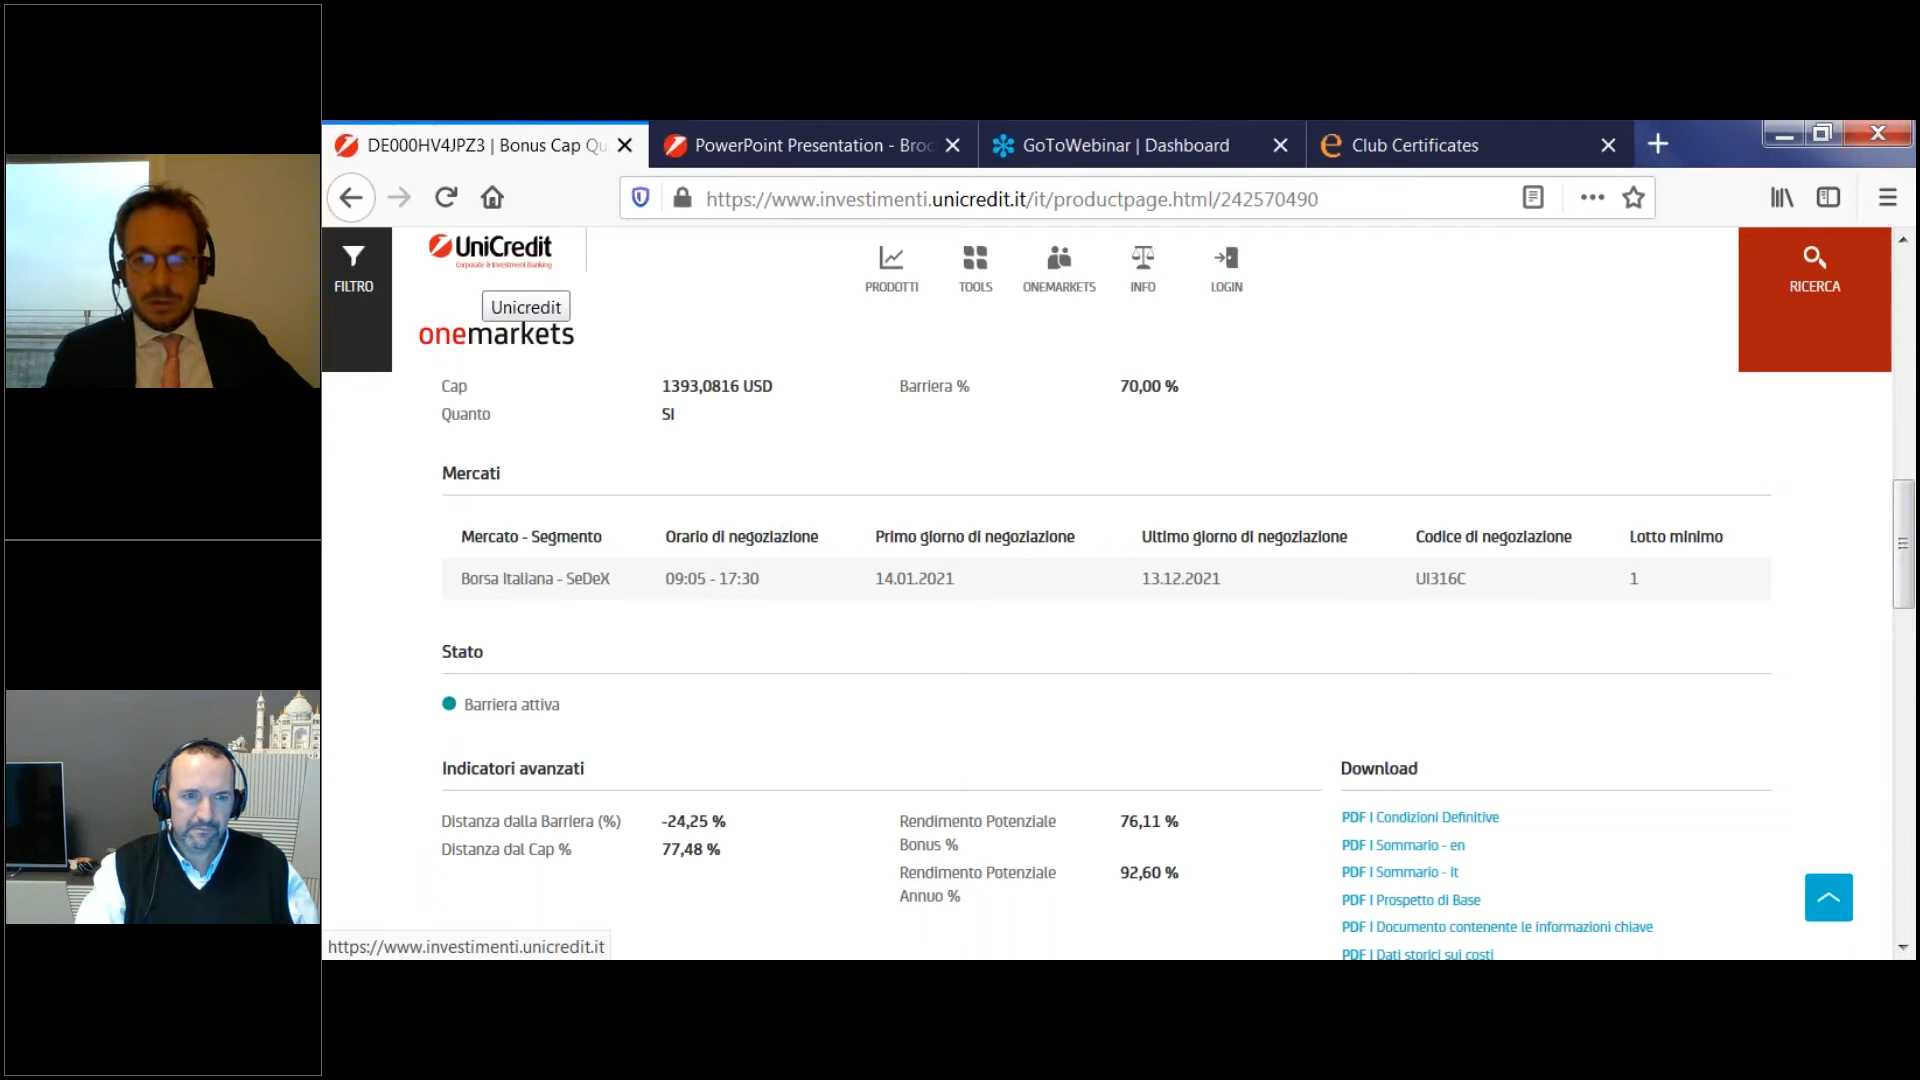 DE000HV4JPZ3 | Bonus Cap Qu
PowerPoint Presentation - Broc
GoToWebinar | Dashboard
Club Certificates
https://www.investimenti.unicredit.it/it/productpage.html/242570490
FILTRO
UniCredit
Corporate & Investment Banking
Unicredit
onemarkets
PRODOTTI
TOOLS
ONEMARKETS
INFO
LOGIN
RICERCA
Cap 1393,0816 USD Barriera % 70,00 %
Quanto SI
Mercati
Mercato - Segmento Orario di negoziazione Primo giorno di negoziazione Ultimo giorno di negoziazione Codice di negoziazione Lotto minimo
Borsa Italiana - SeDeX 09:05 - 17:30 14.01.2021 13.12.2021 UI316C 1
Stato
Barriera attiva
Indicatori avanzati
Distanza dalla Barriera (%) -24,25 %
Distanza dal Cap % 77,48 %
Rendimento Potenziale 76,11 %
Bonus %
Rendimento Potenziale 92,60 %
Annuo %
Download
PDF | Condizioni Definitive
PDF | Sommario - en
PDF | Sommario - it
PDF | Prospetto di Base
PDF | Documento contenente le informazioni chiave
PDF | Dati storici sui costi
https://www.investimenti.unicredit.it